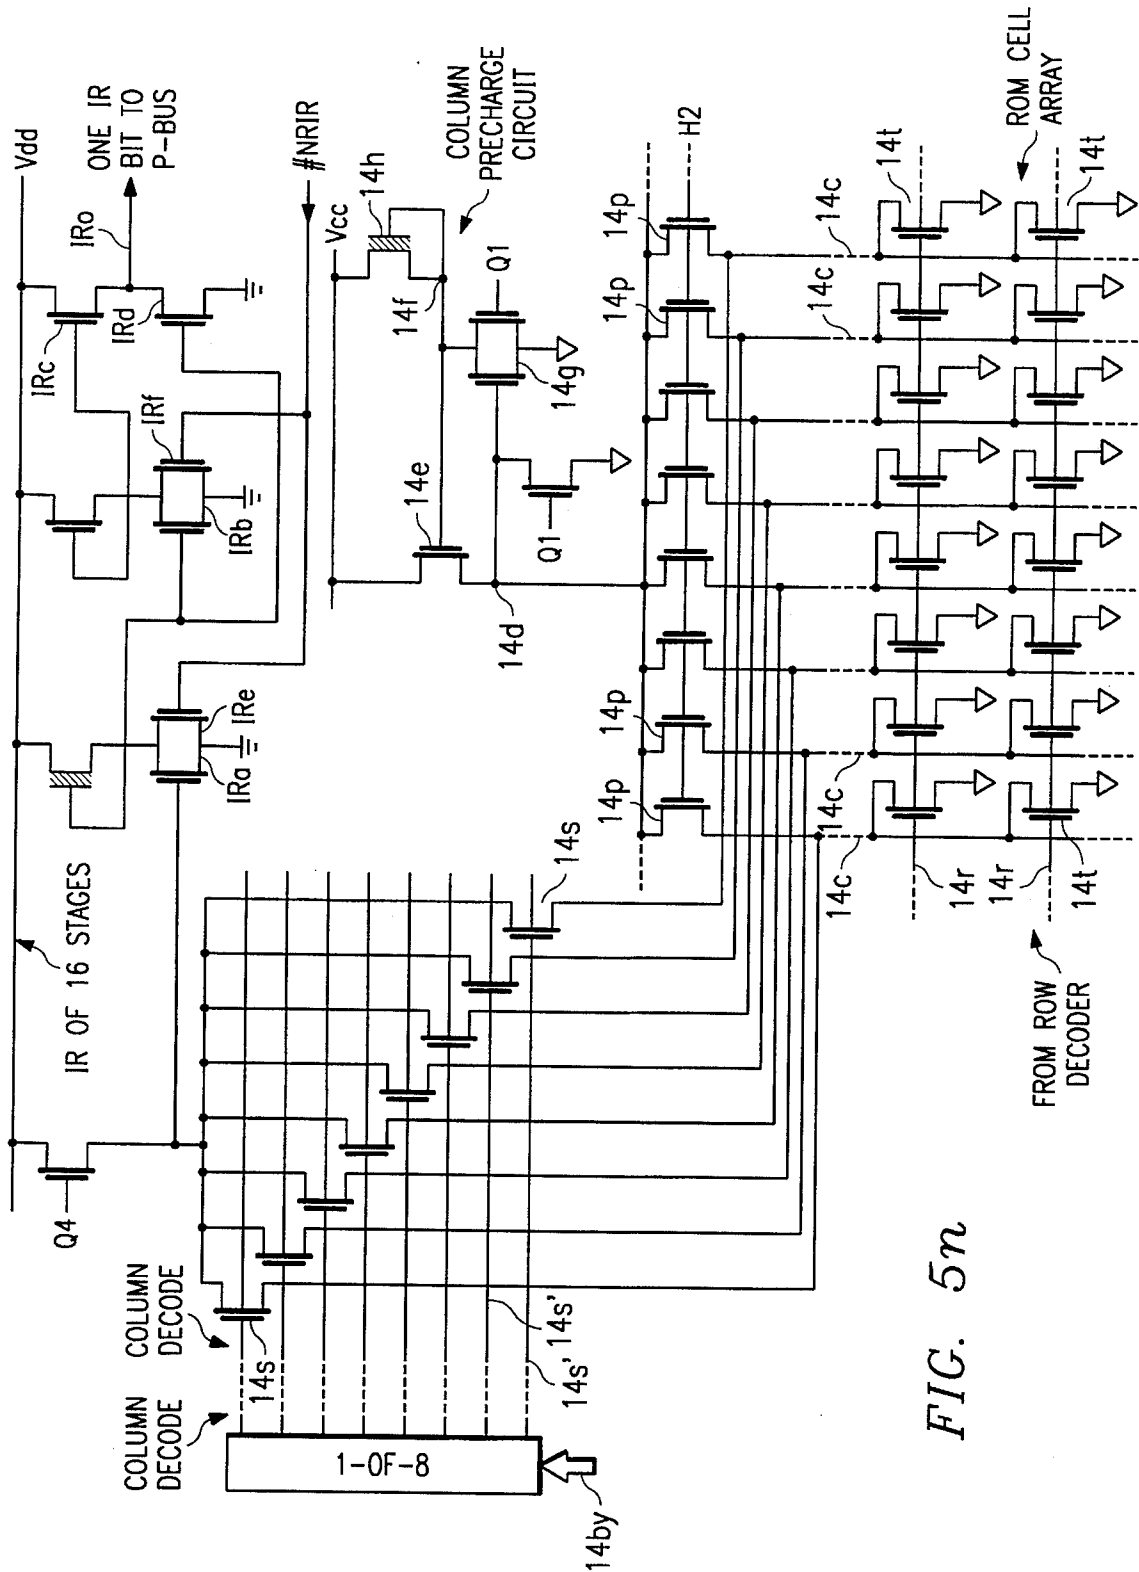 Vdd
ONE IR
BIT TO
P-BUS
IRo
IRc
IRd
#NRIR
IRf
IRb
IRe
IRa
IR OF 16 STAGES
Q4
Vcc
14h
COLUMN
PRECHARGE
CIRCUIT
14f
Q1
14g
14e
Q1
14d
H2
14p
14p
14p
14p
14s
COLUMN
DECODE
14s
14s'
14s'
COLUMN
DECODE
1-OF-8
14by
ROM CELL
ARRAY
14t
14t
14c
14c
14c
14c
14r
14r
14t
FROM ROW
DECODER
FIG. 5n